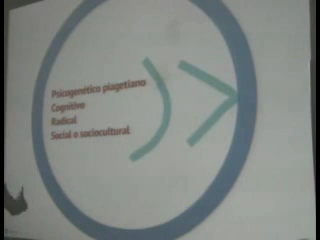 Psicogenético piagetiano
Cognitivo
Radical
Social o sociocultural